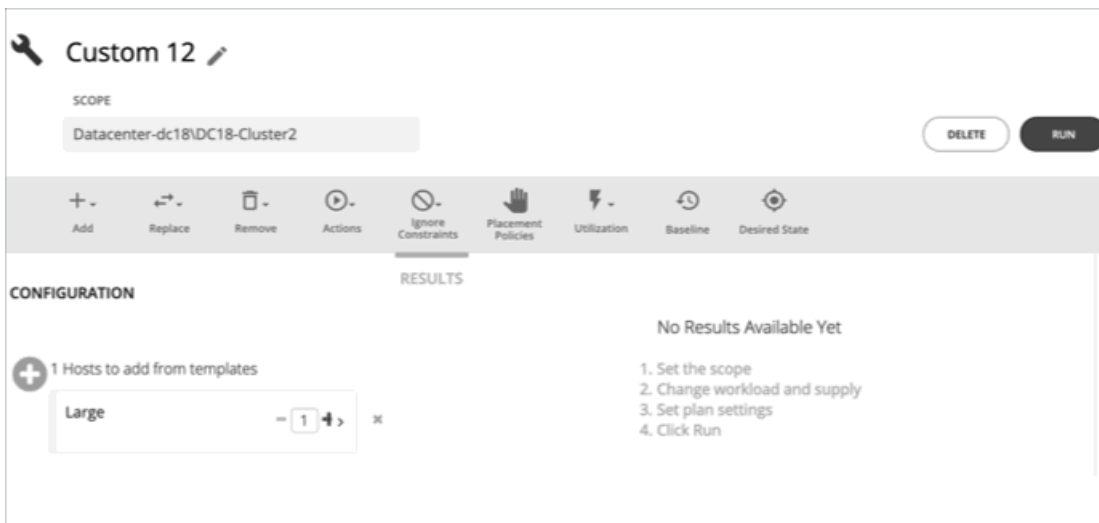 Custom 12
SCOPE
Datacenter-dc18\DC18-Cluster2
DELETE
RUN
Add
Replace
Remove
Actions
Ignore
Constraints
Placement
Policies
Utilization
Baseline
Desired State
RESULTS
CONFIGURATION
No Results Available Yet
1 Hosts to add from templates
1. Set the scope
2. Change workload and supply
3. Set plan settings
4. Click Run
Large
1